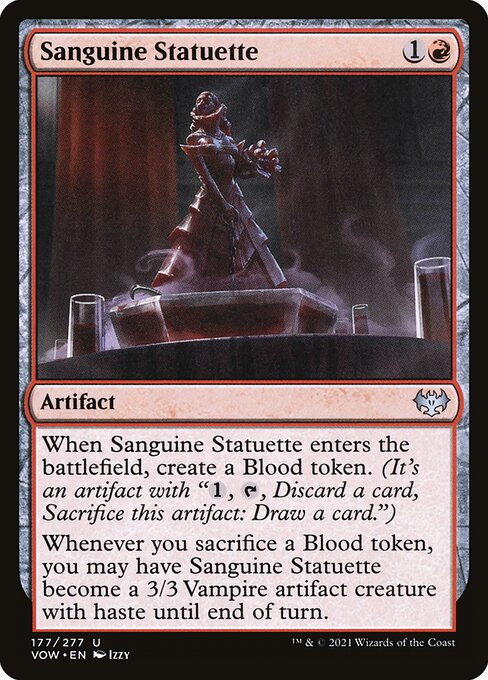 Sanguine Statuette 1
Artifact
When Sanguine Statuette enters the
battlefield, create a Blood token. (It's
an artifact with “1, , Discard a card,
Sacrifice this artifact: Draw a card.”)
Whenever you sacrifice a Blood token,
you may have Sanguine Statuette
become a 3/3 Vampire artifact creature
with haste until end of turn.
177/277 U
VOW • EN Izzy
™ & © 2021 Wizards of the Coast